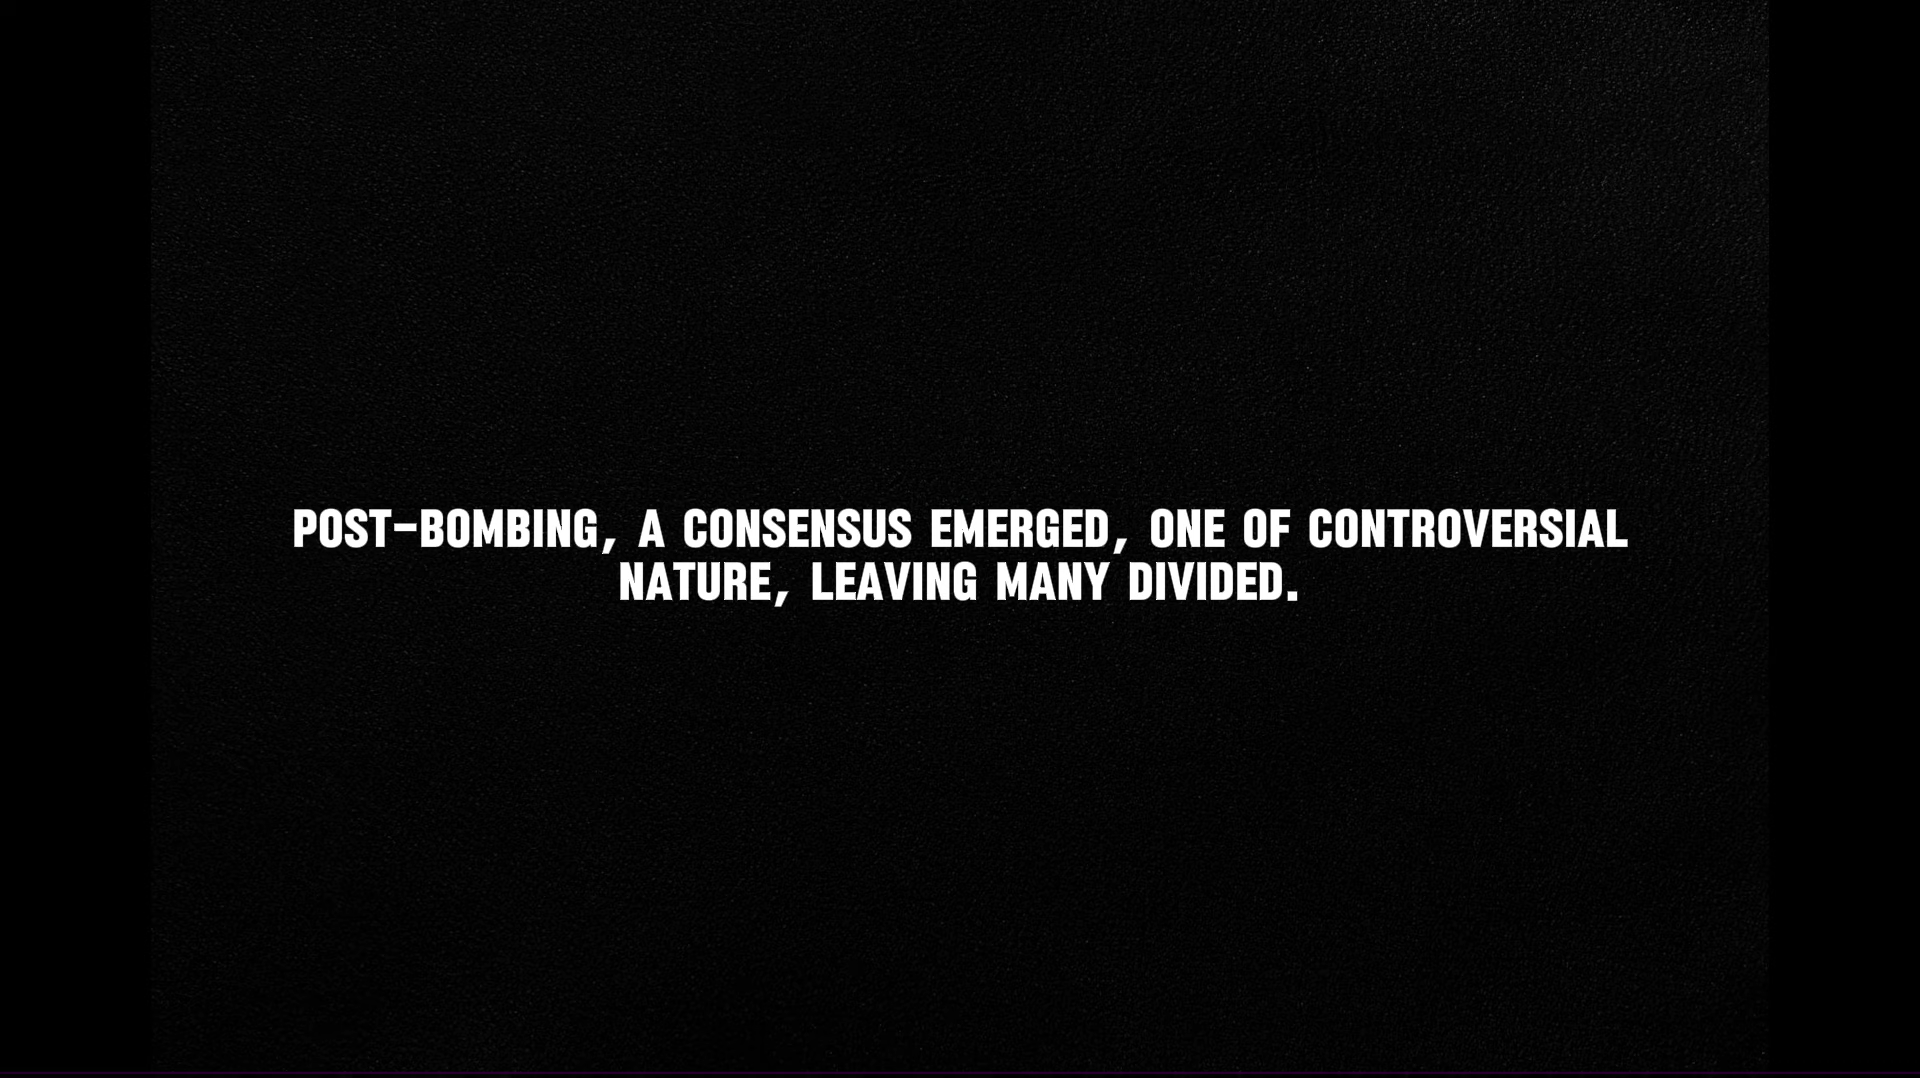 POST-BOMBING, A CONSENSUS EMERGED, ONE OF CONTROVERSIAL
NATURE, LEAVING MANY DIVIDED.